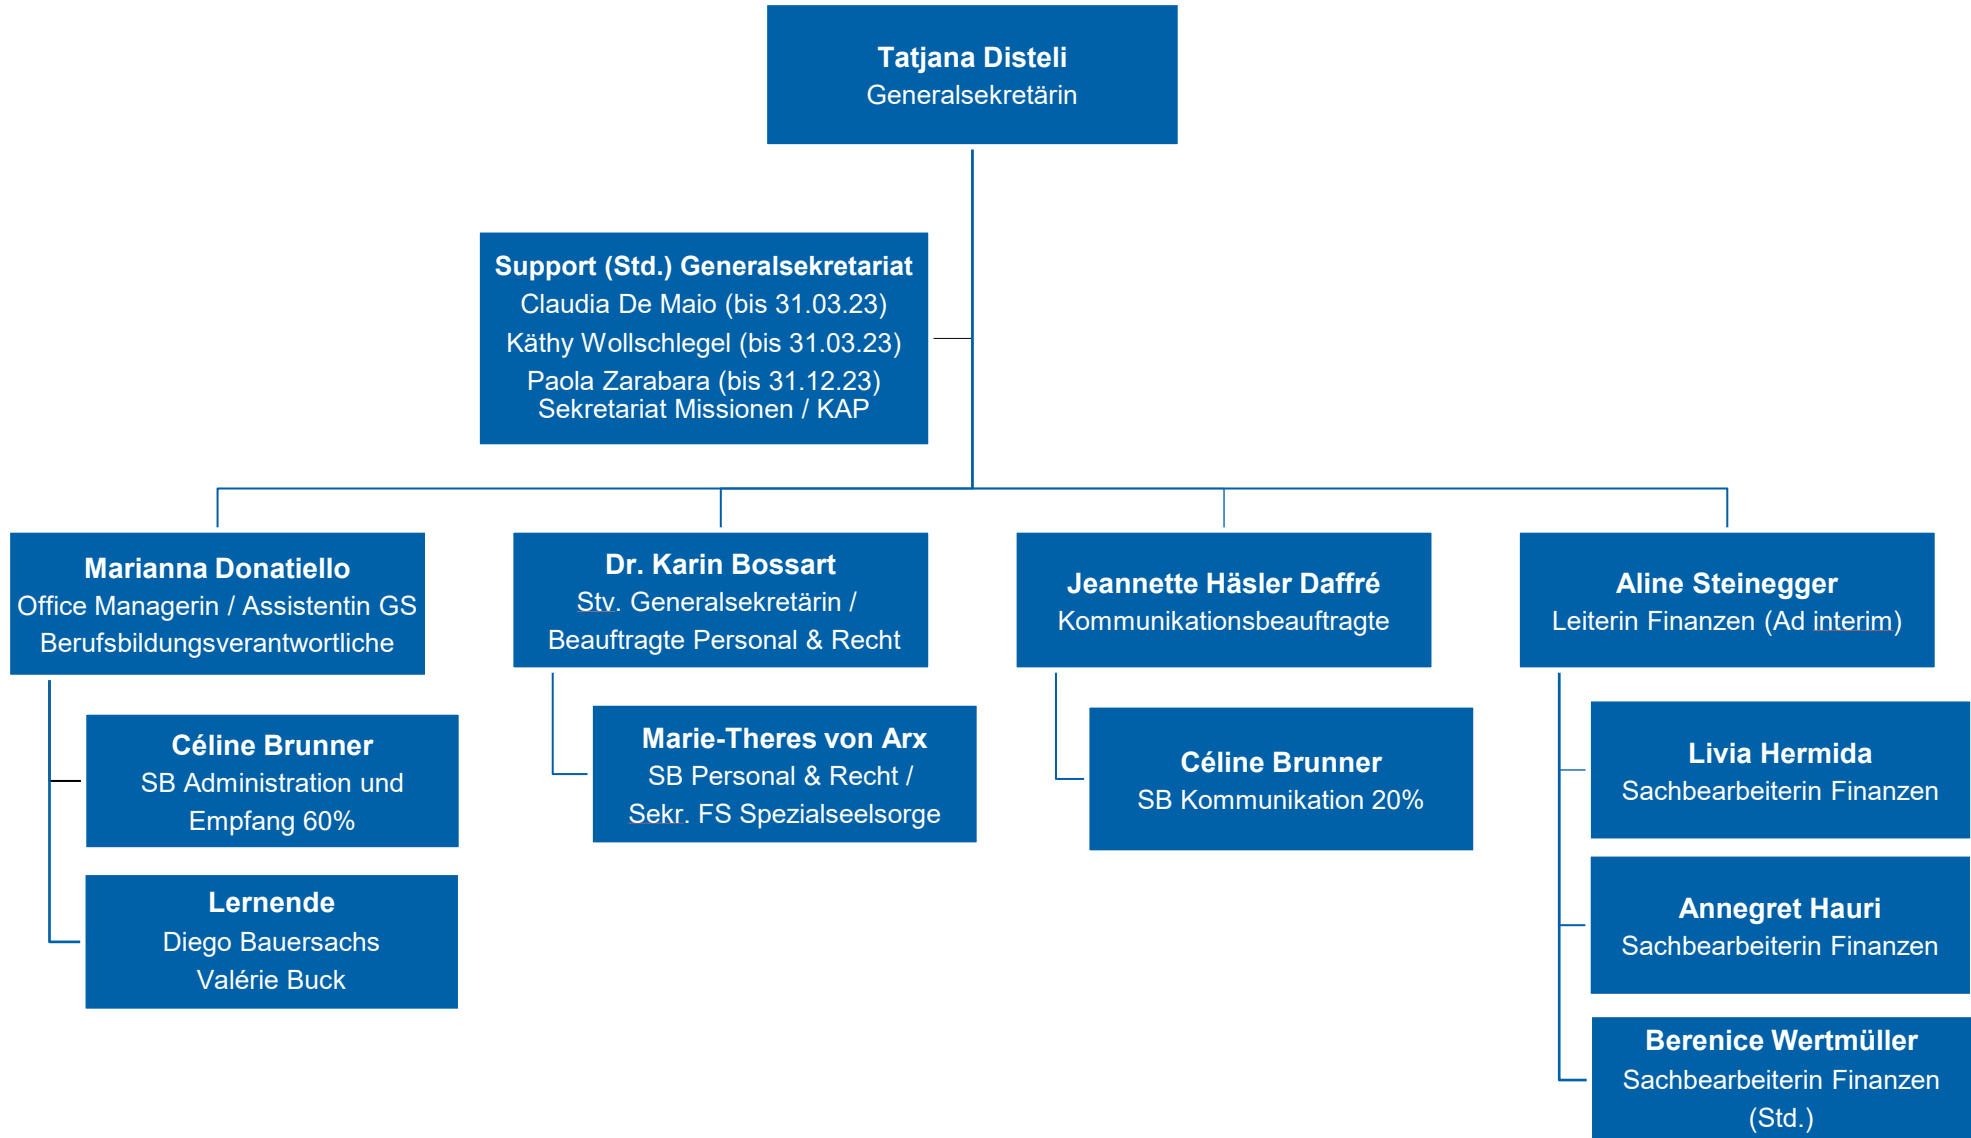 Tatjana Disteli
Generalsekretärin
Support (Std.) Generalsekretariat
Claudia De Maio (bis 31.03.23)
Käthy Wollschlegel (bis 31.03.23)
Paola Zarabara (bis 31.12.23)
Sekretariat Missionen / KAP
Marianna Donatiello
Office Managerin / Assistentin GS
Berufsbildungsverantwortliche
Céline Brunner
SB Administration und
Empfang 60%
Lernende
Diego Bauersachs
Valérie Buck
Dr. Karin Bossart
Stv. Generalsekretärin /
Beauftragte Personal & Recht
Marie-Theres von Arx
SB Personal & Recht /
Sekr. FS Spezialseelsorge
Jeannette Häsler Daffré
Kommunikationsbeauftragte
Céline Brunner
SB Kommunikation 20%
Aline Steinegger
Leiterin Finanzen (Ad interim)
Livia Hermida
Sachbearbeiterin Finanzen
Annegret Hauri
Sachbearbeiterin Finanzen
Berenice Wertmüller
Sachbearbeiterin Finanzen
(Std.)